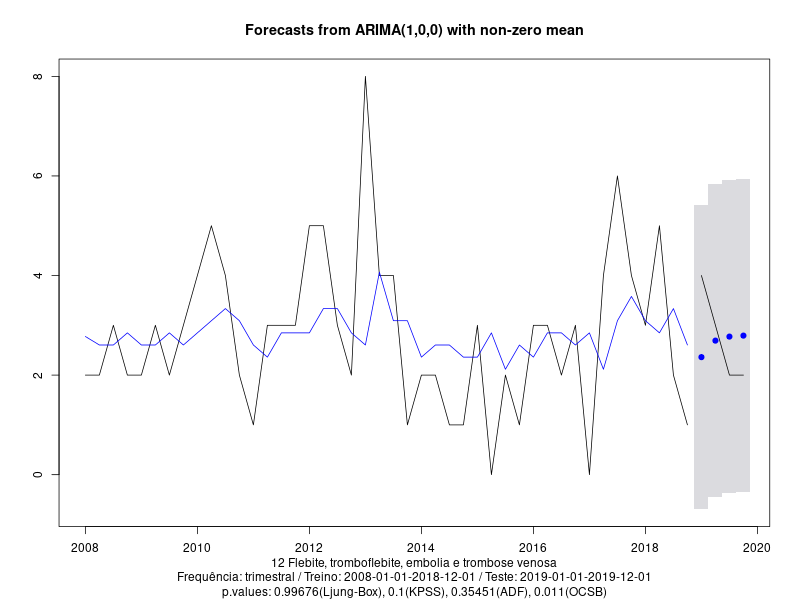 Forecasts from ARIMA(1,0,0) with non-zero mean
8
6
4
2
0
2008 2010 2012 2014 2016 2018 2020
12 Flebite, tromboflebite, embolia e trombose venosa
Frequência: trimestral / Treino: 2008-01-01-2018-12-01 / Teste: 2019-01-01-2019-12-01
p.values: 0.99676(Ljung-Box), 0.1(KPSS), 0.35451(ADF), 0.011(OCSB)